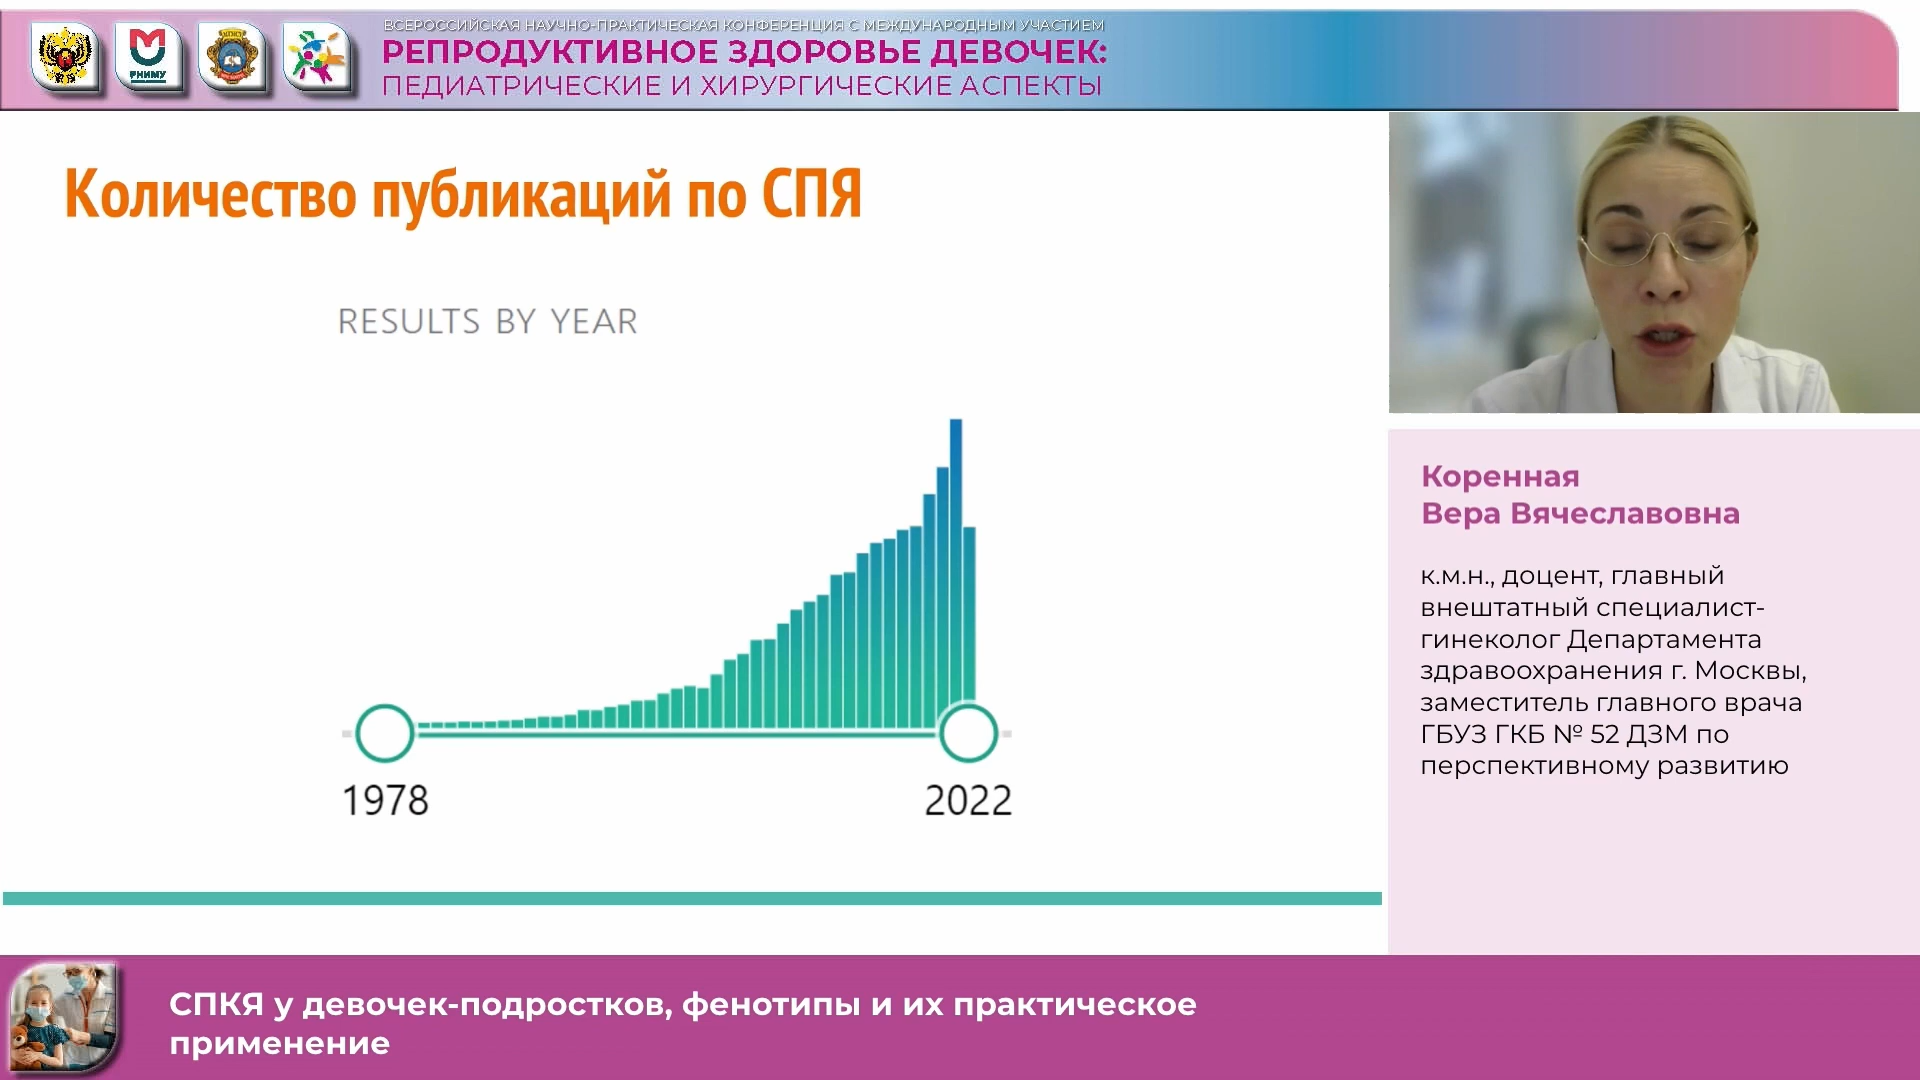 ВСЕРОССИЙСКАЯ НАУЧНО-ПРАКТИЧЕСКАЯ КОНФЕРЕНЦИЯ С МЕЖДУНАРОДНЫМ УЧАСТИЕМ
РЕПРОДУКТИВНОЕ ЗДОРОВЬЕ ДЕВОЧЕК:
ПЕДИАТРИЧЕСКИЕ И ХИРУРГИЧЕСКИЕ АСПЕКТЫ
РНИМУ
Количество публикаций по СПЯ
RESULTS BY YEAR
1978
2022
Коренная
Вера Вячеславовна
к.м.н., доцент, главный
внештатный специалист-
гинеколог Департамента
здравоохранения г. Москвы,
заместитель главного врача
ГБУЗ ГКБ № 52 ДЗМ по
перспективному развитию
СПКЯ у девочек-подростков, фенотипы и их практическое
применение